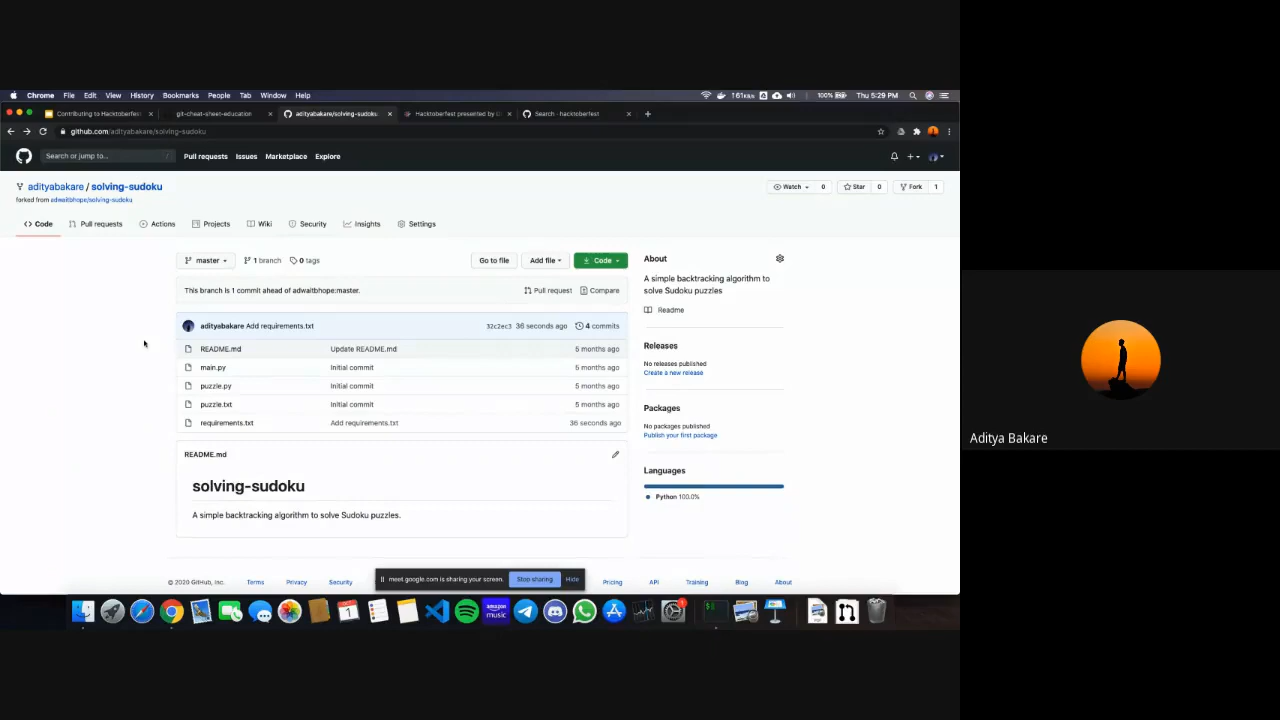 Chrome File Edit View History Bookmarks People Tab Window Help
100% Thu 5:29 PM
Contributing to Hacktoberfest
git-cheat-sheet-education
adityabakare/solving-sudoku
Hacktoberfest presented by
Search · hacktoberfest
github.com/adityabakare/solving-sudoku
Search or jump to... Pull requests Issues Marketplace Explore
adityabakare / solving-sudoku
forked from adwaitbhope/solving-sudoku
Watch 0 Star 0 Fork 1
Code Pull requests Actions Projects Wiki Security Insights Settings
master 1 branch 0 tags Go to file Add file Code
This branch is 1 commit ahead of adwaitbhope:master. Pull request Compare
adityabakare Add requirements.txt 32c2ec3 36 seconds ago 4 commits
README.md Update README.md 5 months ago
main.py Initial commit 5 months ago
puzzle.py Initial commit 5 months ago
puzzle.txt Initial commit 5 months ago
requirements.txt Add requirements.txt 36 seconds ago
README.md
solving-sudoku
A simple backtracking algorithm to solve Sudoku puzzles.
About
A simple backtracking algorithm to
solve Sudoku puzzles
Readme
Releases
No releases published
Create a new release
Packages
No packages published
Publish your first package
Languages
Python 100.0%
© 2020 GitHub, Inc. Terms Privacy Security
meet.google.com is sharing your screen. Stop sharing Hide
Pricing API Training Blog About
amazon
music
Aditya Bakare